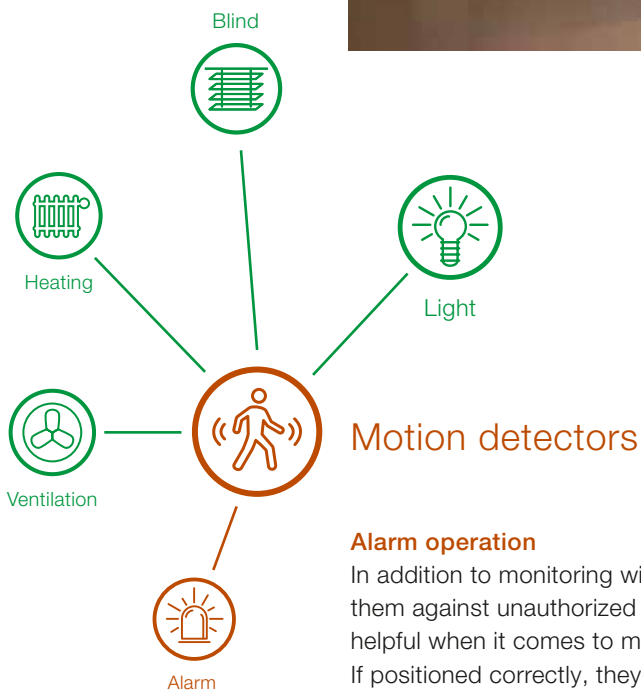 Blind
Heating
Light
Ventilation
Motion detectors
Alarm operation
In addition to monitoring
them against unauthorized
helpful when it comes to
If positioned correctly, they
Alarm